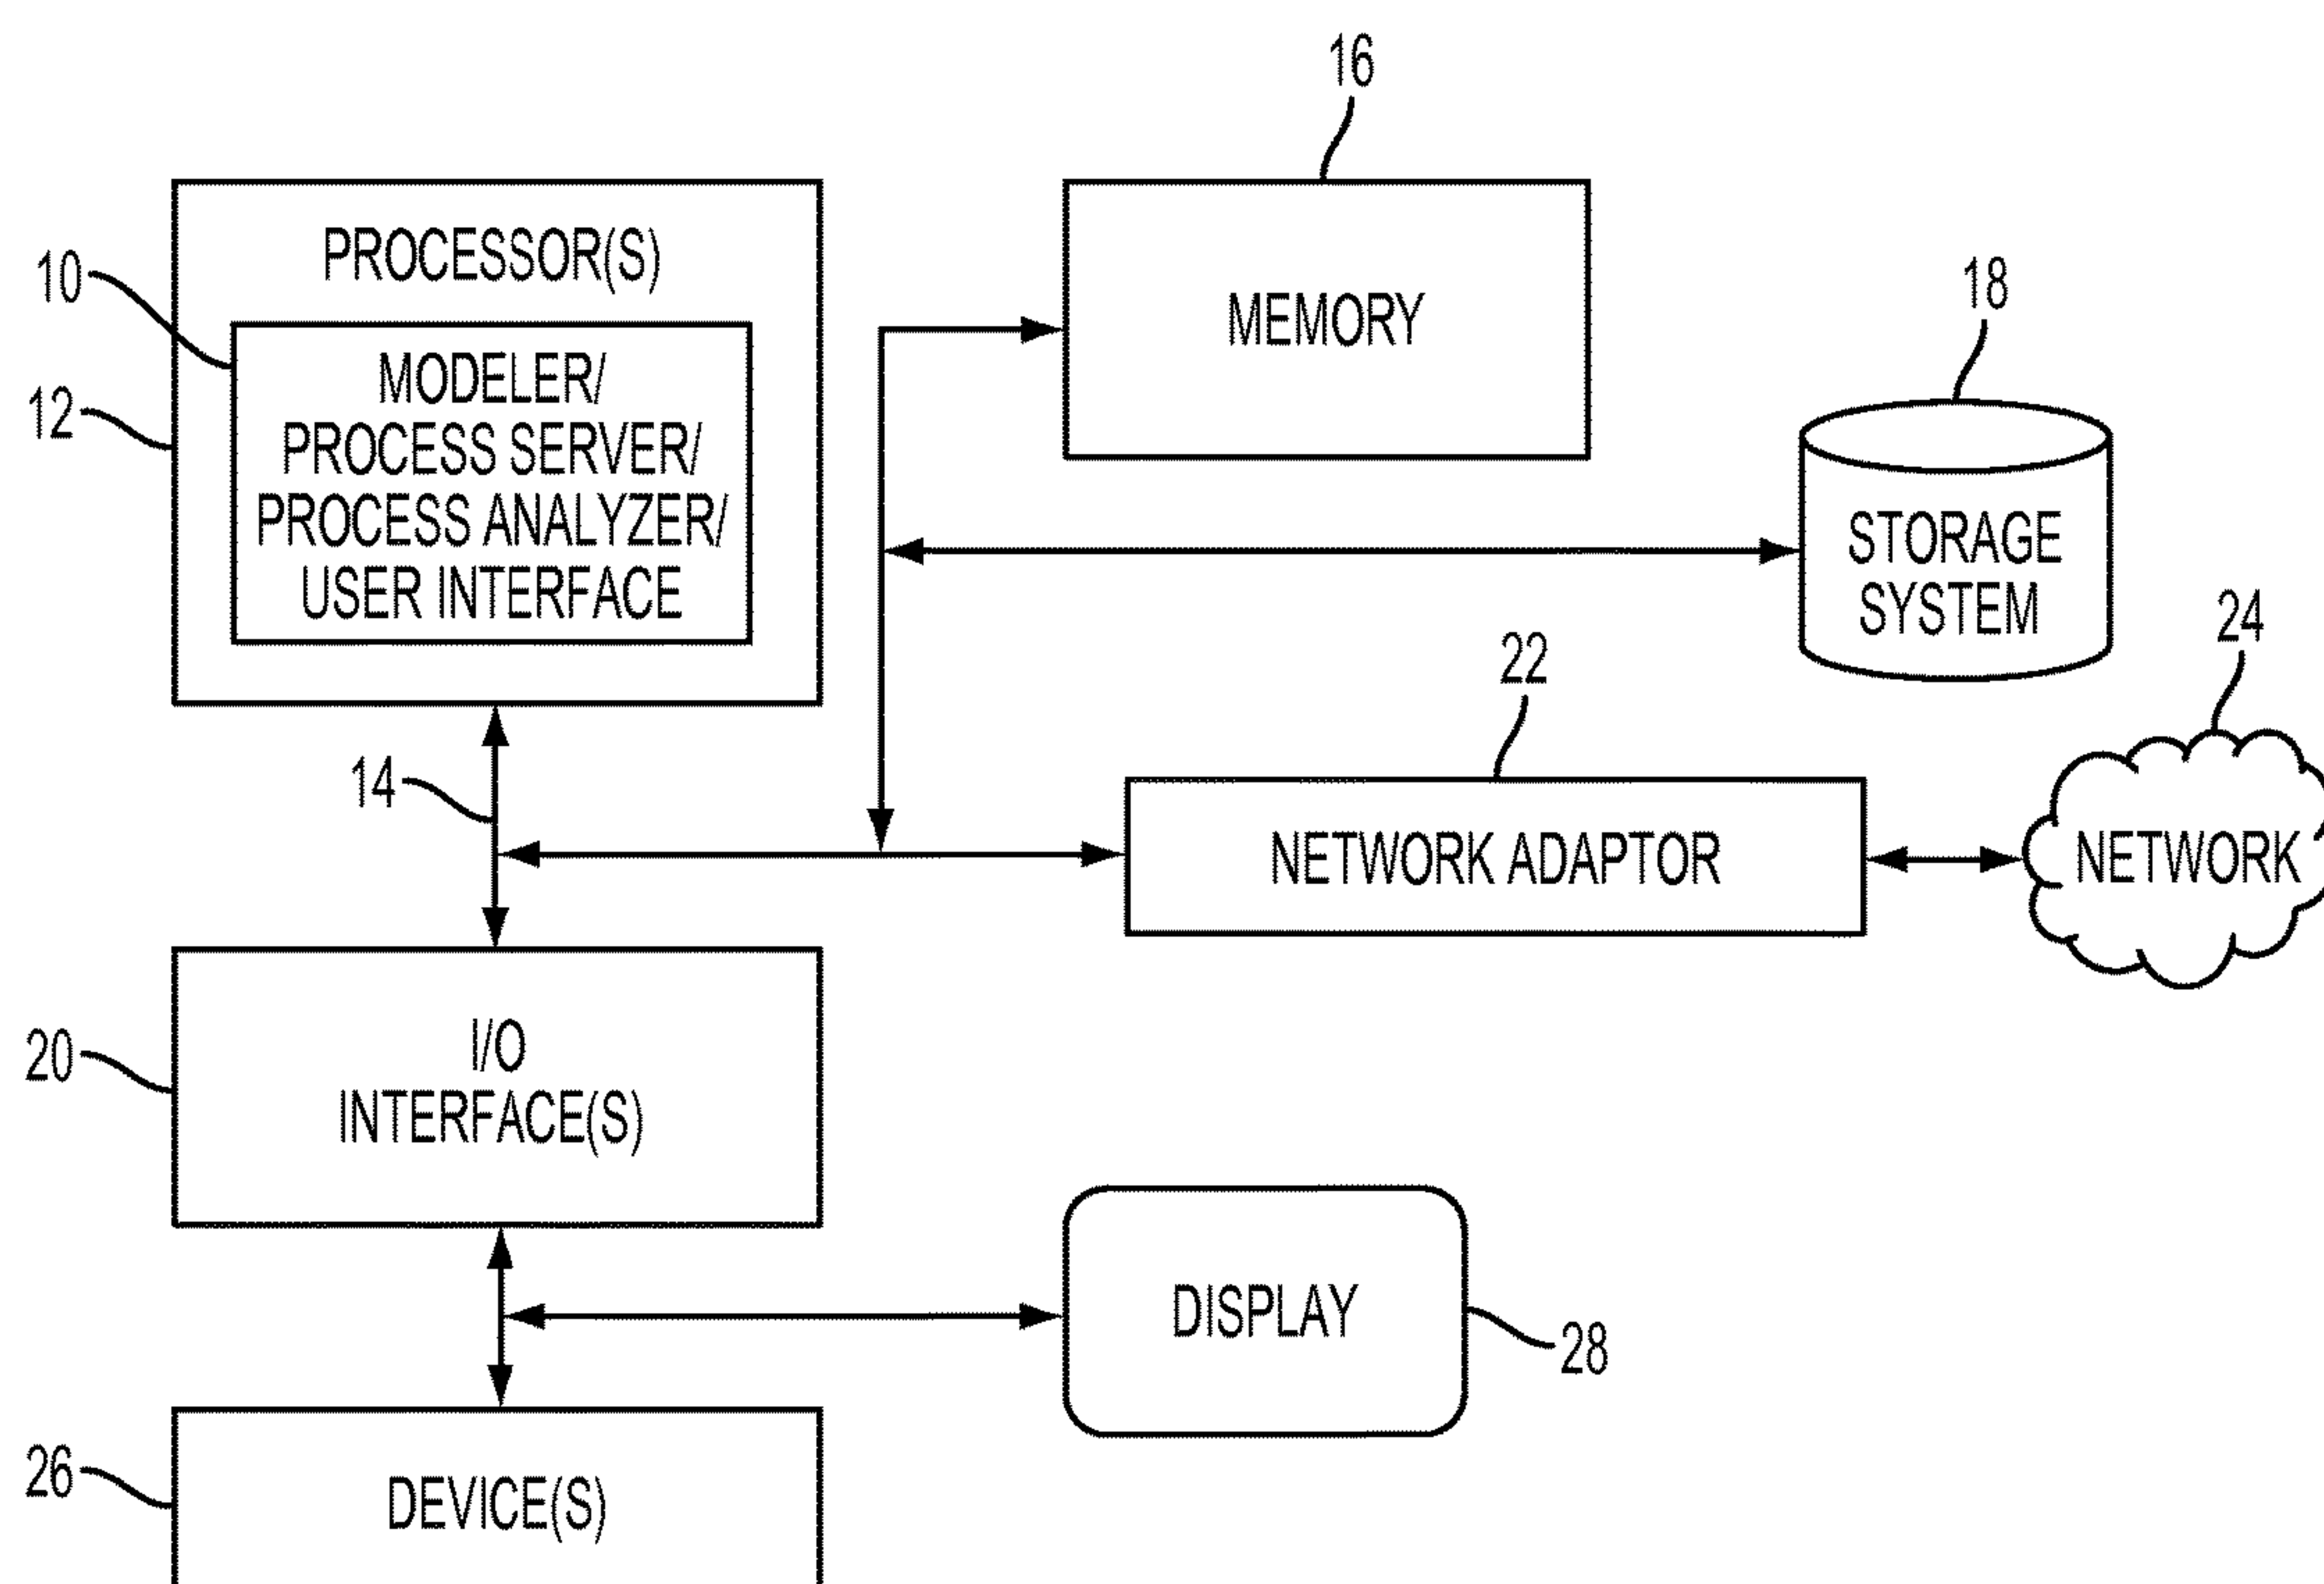 16
PROCESSOR(S)
10
MEMORY
18
MODELER/
PROCESS SERVER/
PROCESS ANALYZER/
USER INTERFACE
12
STORAGE
SYSTEM
24
22
14
NETWORK ADAPTOR
NETWORK
I/O
INTERFACE(S)
20
DISPLAY
28
26
DEVICE(S)